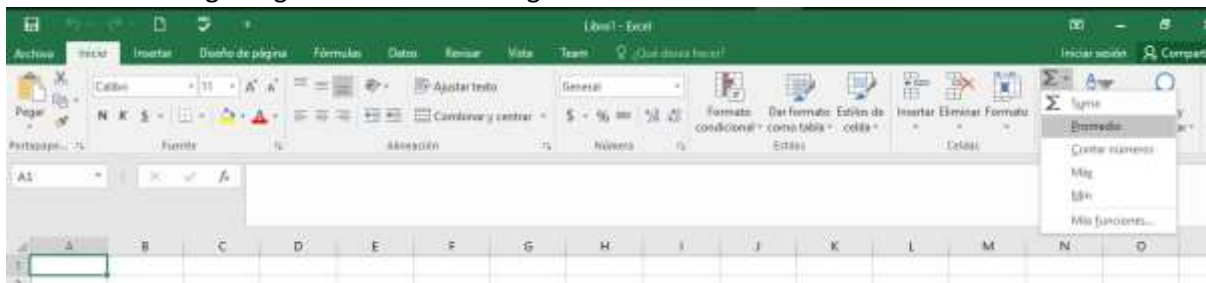 Libro1 - Excel
Archivo Inicio Insertar Diseño de página Fórmulas Datos Revisar Vista Team ¿Qué desea hacer? Iniciar sesión Compart
Pegar
Calibri 11 A A
Ajustar texto
General
N K S
Combinar y centrar
$ % 000
Formato condicional
Dar formato como tabla
Estilos de celda
Insertar Eliminar Formato
Portapape... Fuente Alineación Número Estilos Celdas
Σ Suma
Promedio
Contar números
Máx
Mín
Más funciones...
A1 fx
A B C D E F G H I J K L M N O
1